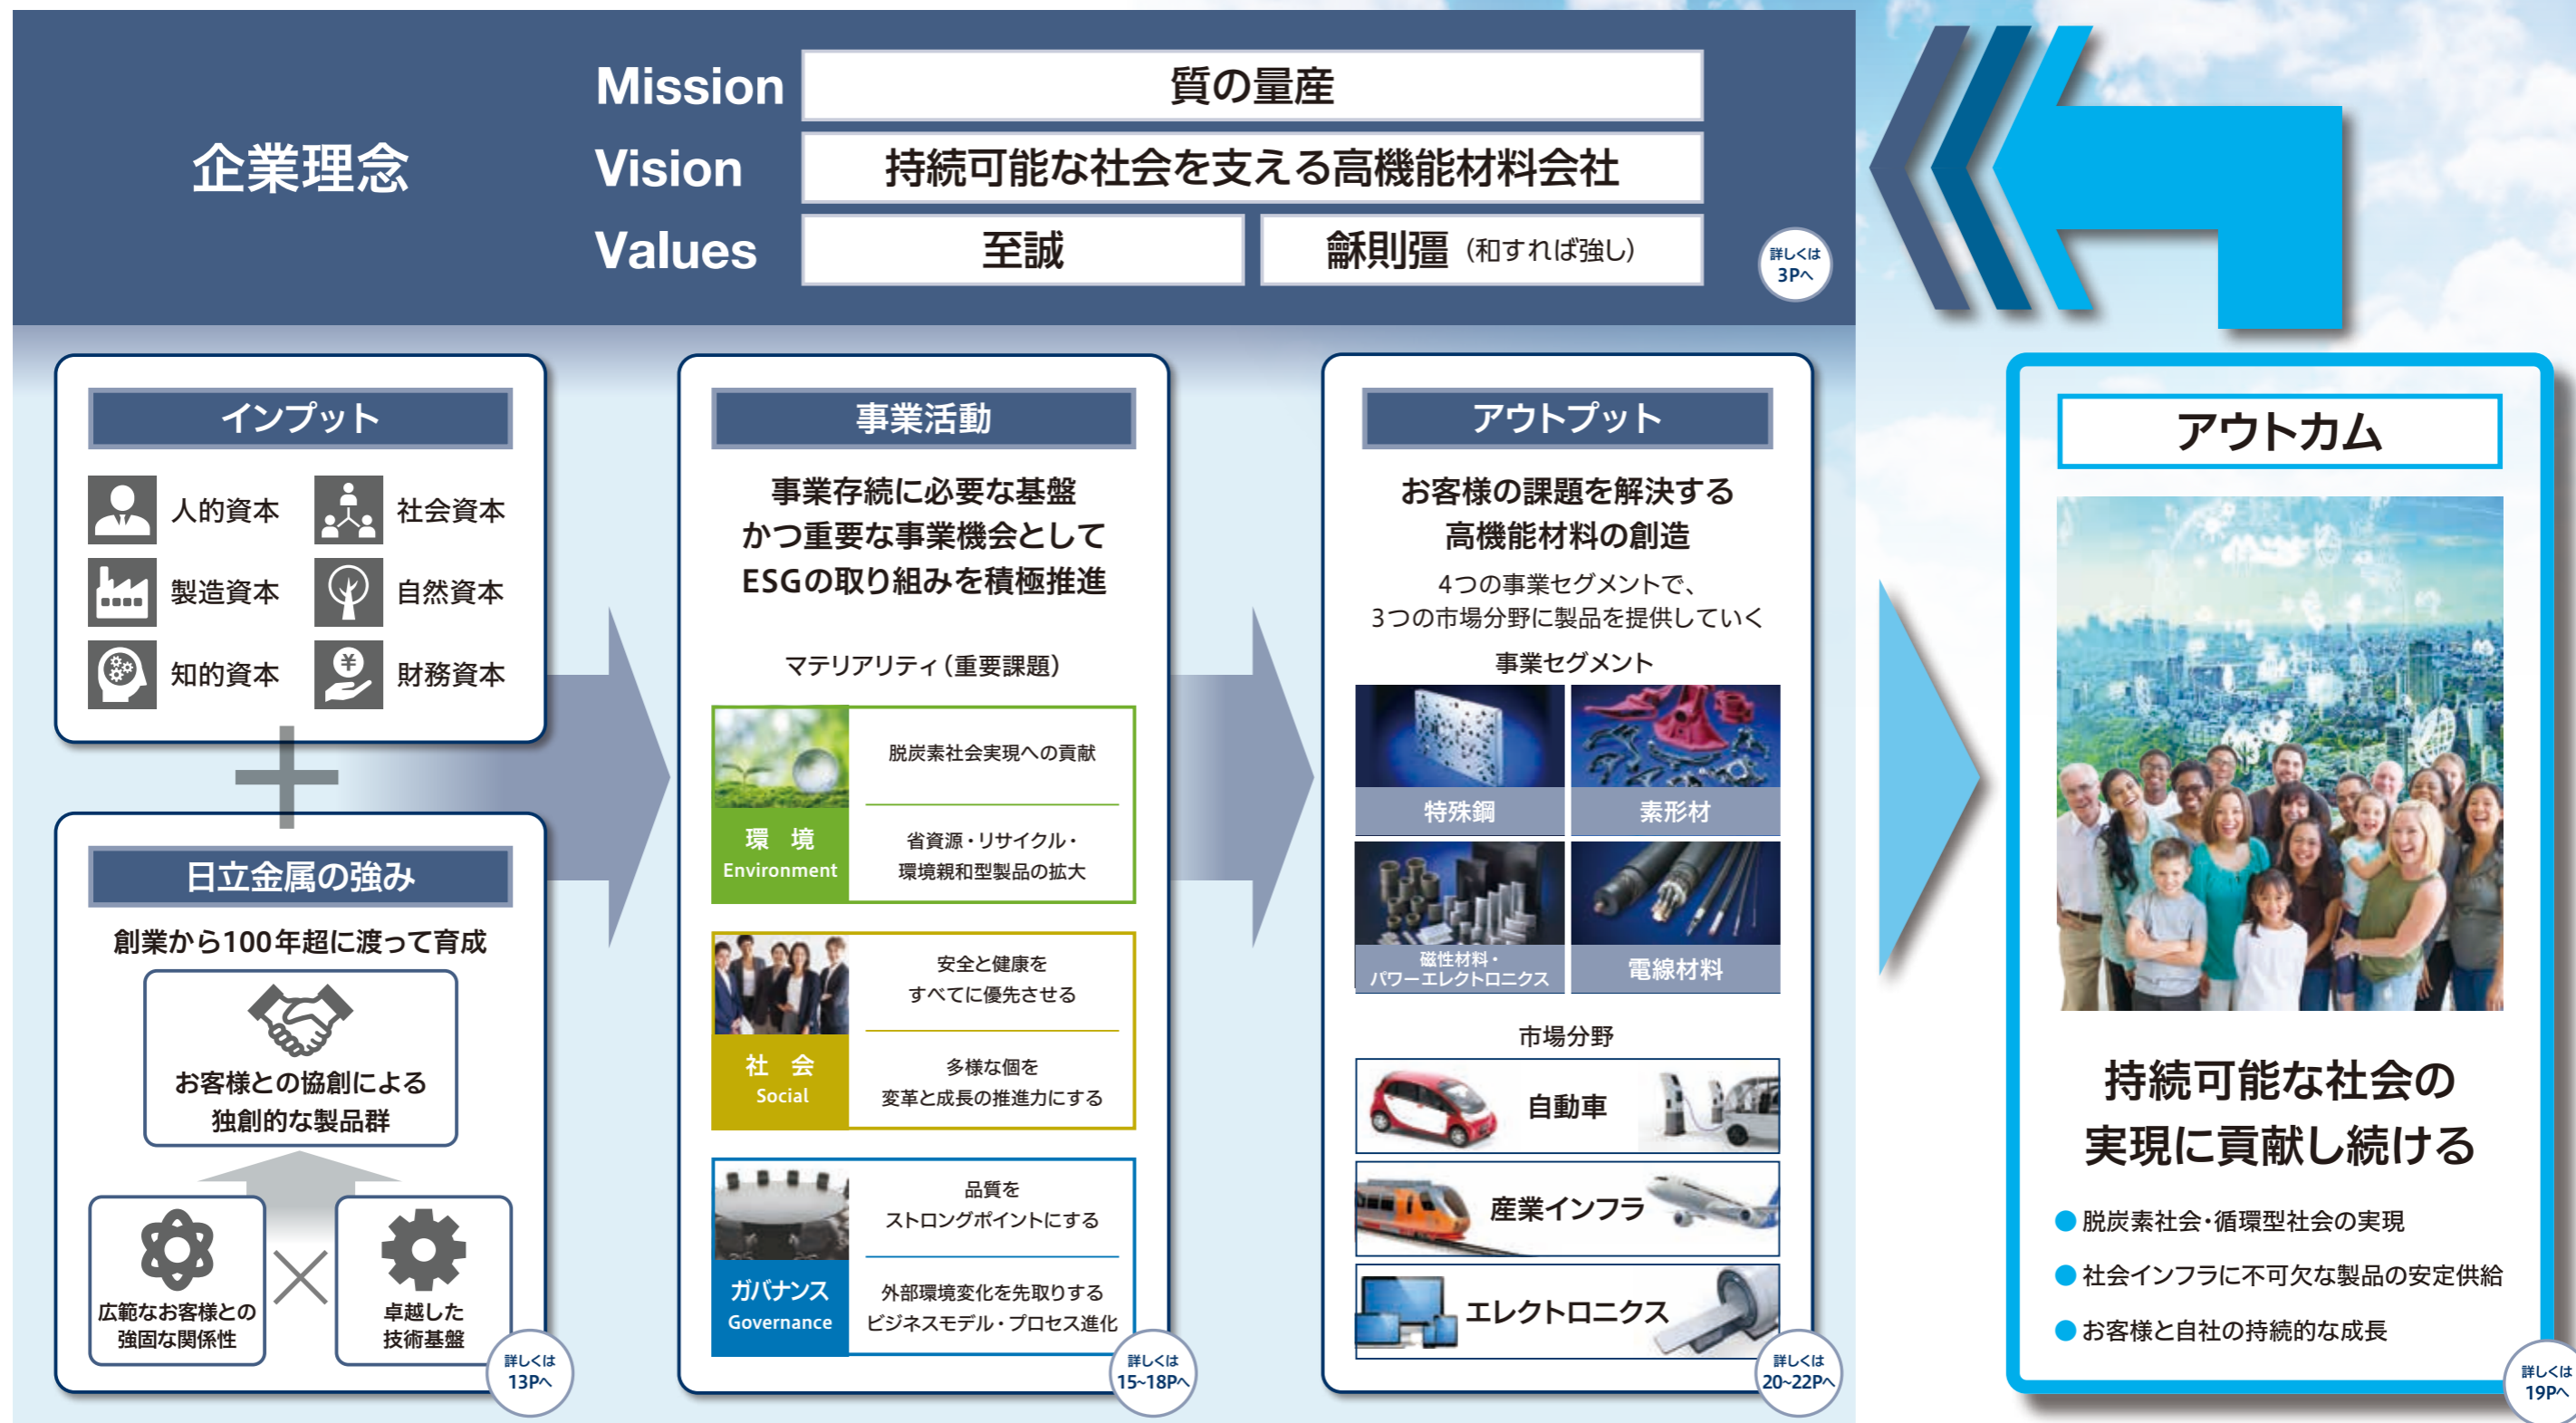 企業理念
Mission
質の量産
Vision
持続可能な社会を支える高機能材料会社
Values
至誠
龢則彊（和すれば強し）
詳しくは
3Pへ
インプット
人的資本
社会資本
製造資本
自然資本
知的資本
財務資本
日立金属の強み
創業から100年超に渡って育成
お客様との協創による
独創的な製品群
広範なお客様との
強固な関係性
卓越した
技術基盤
詳しくは
13Pへ
事業活動
事業存続に必要な基盤
かつ重要な事業機会として
ESGの取り組みを積極推進
マテリアリティ（重要課題）
環 境
Environment
脱炭素社会実現への貢献
省資源・リサイクル・
環境親和型製品の拡大
社 会
Social
安全と健康を
すべてに優先させる
多様な個を
変革と成長の推進力にする
ガバナンス
Governance
品質を
ストロングポイントにする
外部環境変化を先取りする
ビジネスモデル・プロセス進化
詳しくは
15~18Pへ
アウトプット
お客様の課題を解決する
高機能材料の創造
4つの事業セグメントで、
3つの市場分野に製品を提供していく
事業セグメント
特殊鋼
素形材
磁性材料・
パワーエレクトロニクス
電線材料
市場分野
自動車
産業インフラ
エレクトロニクス
詳しくは
20~22Pへ
アウトカム
持続可能な社会の
実現に貢献し続ける
●脱炭素社会・循環型社会の実現
●社会インフラに不可欠な製品の安定供給
●お客様と自社の持続的な成長
詳しくは
19Pへ